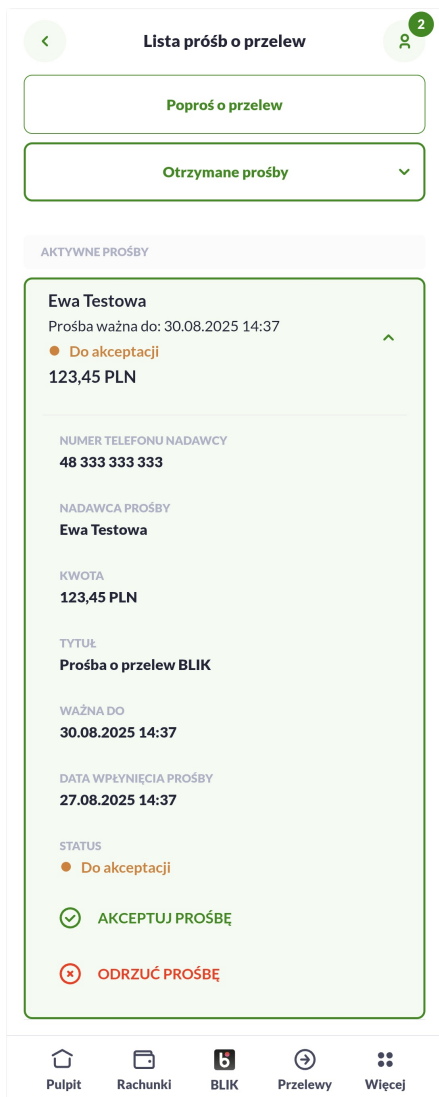 Lista próśb o przelew
2
Poproś o przelew
Otrzymane prośby
AKTYWNE PROŚBY
Ewa Testowa
Prośba ważna do: 30.08.2025 14:37
Do akceptacji
123,45 PLN
NUMER TELEFONU NADAWCY
48 333 333 333
NADAWCA PROŚBY
Ewa Testowa
KWOTA
123,45 PLN
TYTUŁ
Prośba o przelew BLIK
WAŻNA DO
30.08.2025 14:37
DATA WPŁYNIĘCIA PROŚBY
27.08.2025 14:37
STATUS
Do akceptacji
AKCEPTUJ PROŚBĘ
ODRZUĆ PROŚBĘ
Pulpit Rachunki BLIK Przelewy Więcej